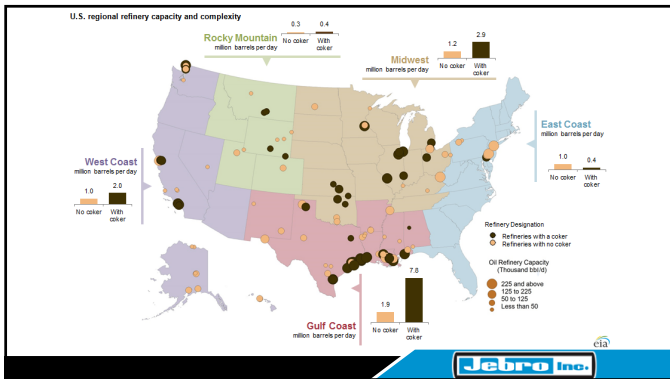 U.S. regional refinery capacity and complexity
Rocky Mountain
million barrels per day
0.3
0.4
No coker
With coker
Midwest
million barrels per day
1.2
2.9
No coker
With coker
East Coast
million barrels per day
1.0
0.4
No coker
With coker
West Coast
million barrels per day
1.0
2.0
No coker
With coker
Refinery Designation
Refineries with a coker
Refineries with no coker
Oil Refinery Capacity
(Thousand bbl/d)
225 and above
125 to 225
50 to 125
Less than 50
Gulf Coast
million barrels per day
1.9
7.8
No coker
With coker
eia
Jebro Inc.